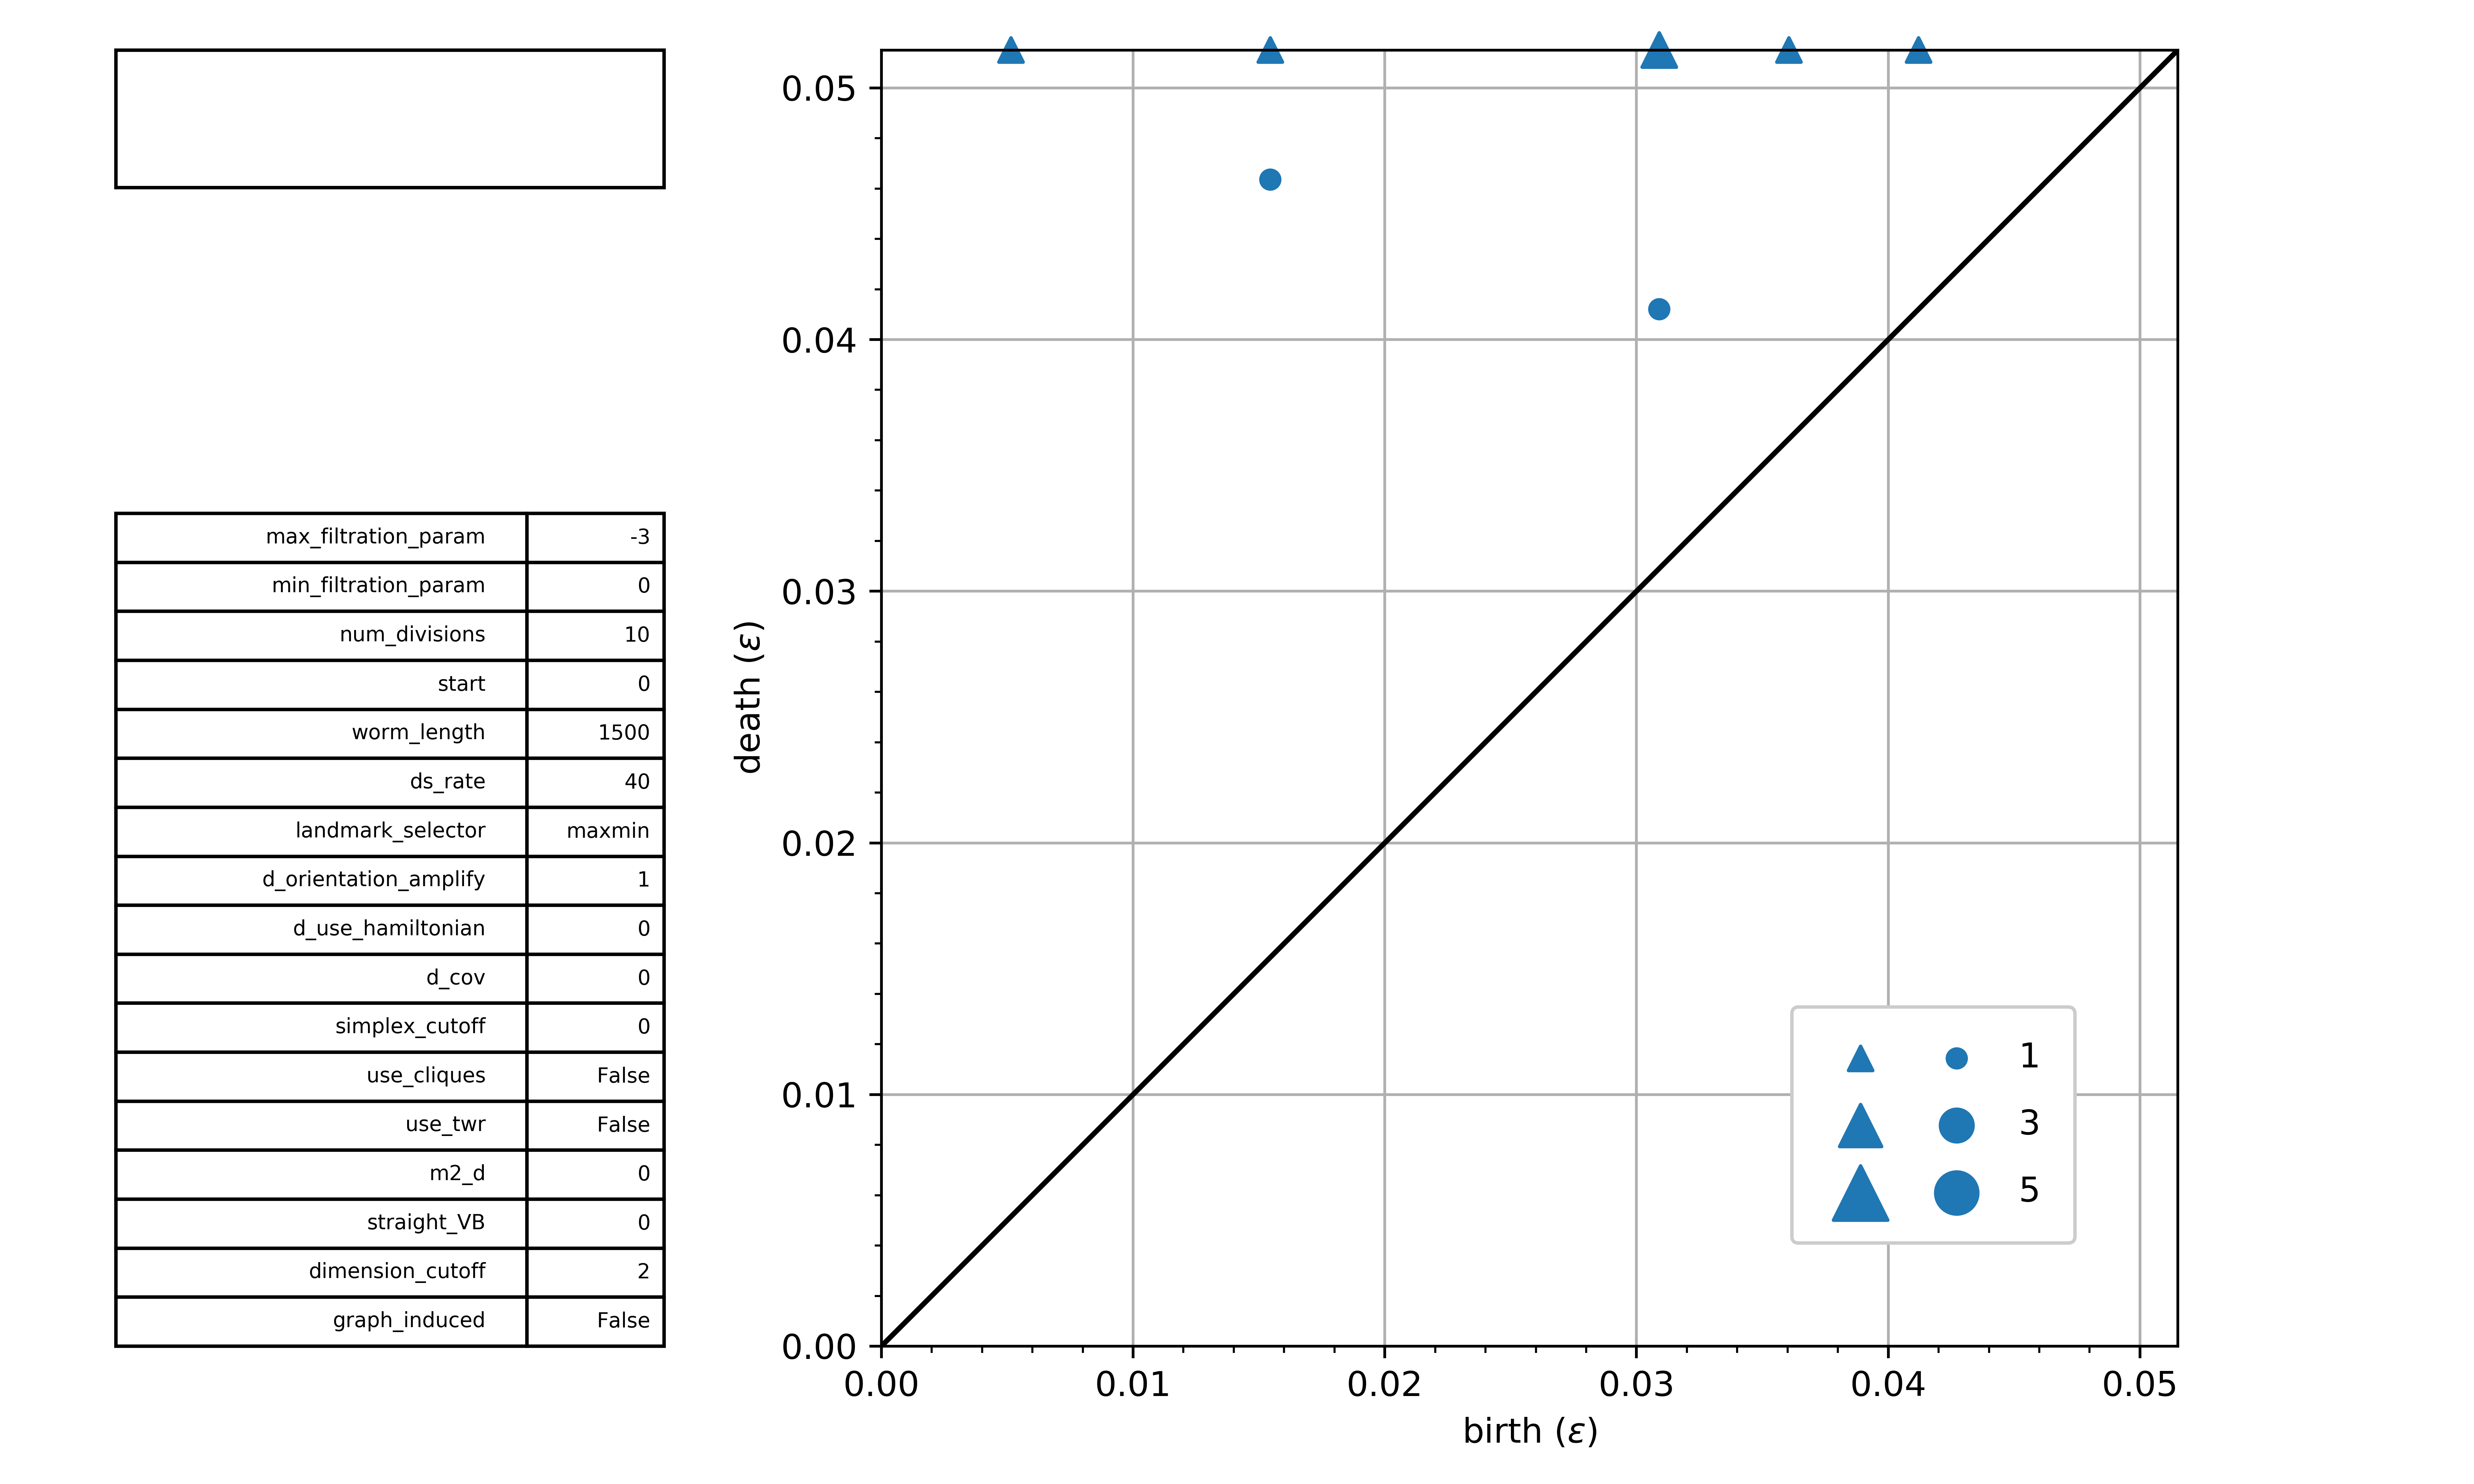 max_filtration_param -3
min_filtration_param 0
num_divisions 10
start 0
worm_length 1500
ds_rate 40
landmark_selector maxmin
d_orientation_amplify 1
d_use_hamiltonian 0
d_cov 0
simplex_cutoff 0
use_cliques False
use_twr False
m2_d 0
straight_VB 0
dimension_cutoff 2
graph_induced False
death (ε)
0.05
0.04
0.03
0.02
0.01
0.00
0.00 0.01 0.02 0.03 0.04 0.05
birth (ε)
1
3
5